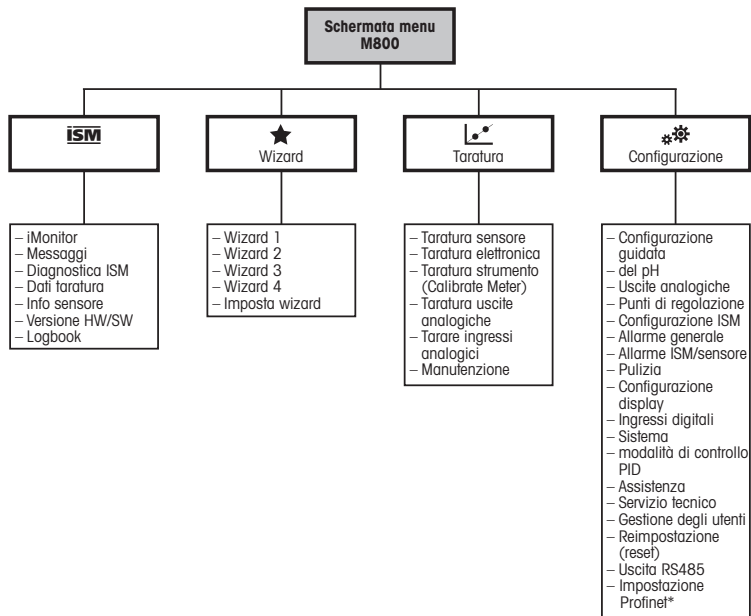 Schermata menu
M800
ISM
Wizard
Taratura
Configurazione
– iMonitor
– Messaggi
– Diagnostica ISM
– Dati taratura
– Info sensore
– Versione HW/SW
– Logbook
– Wizard 1
– Wizard 2
– Wizard 3
– Wizard 4
– Imposta wizard
– Taratura sensore
– Taratura elettronica
– Taratura strumento
(Calibrate Meter)
– Taratura uscite
analogiche
– Tarare ingressi
analogici
– Manutenzione
– Configurazione
guidata
– del pH
– Uscite analogiche
– Punti di regolazione
– Configurazione ISM
– Allarme generale
– Allarme ISM/sensore
– Pulizia
– Configurazione
display
– Ingressi digitali
– Sistema
– modalità di controllo
PID
– Assistenza
– Servizio tecnico
– Gestione degli utenti
– Reimpostazione
(reset)
– Uscita RS485
– Impostazione
Profinet*